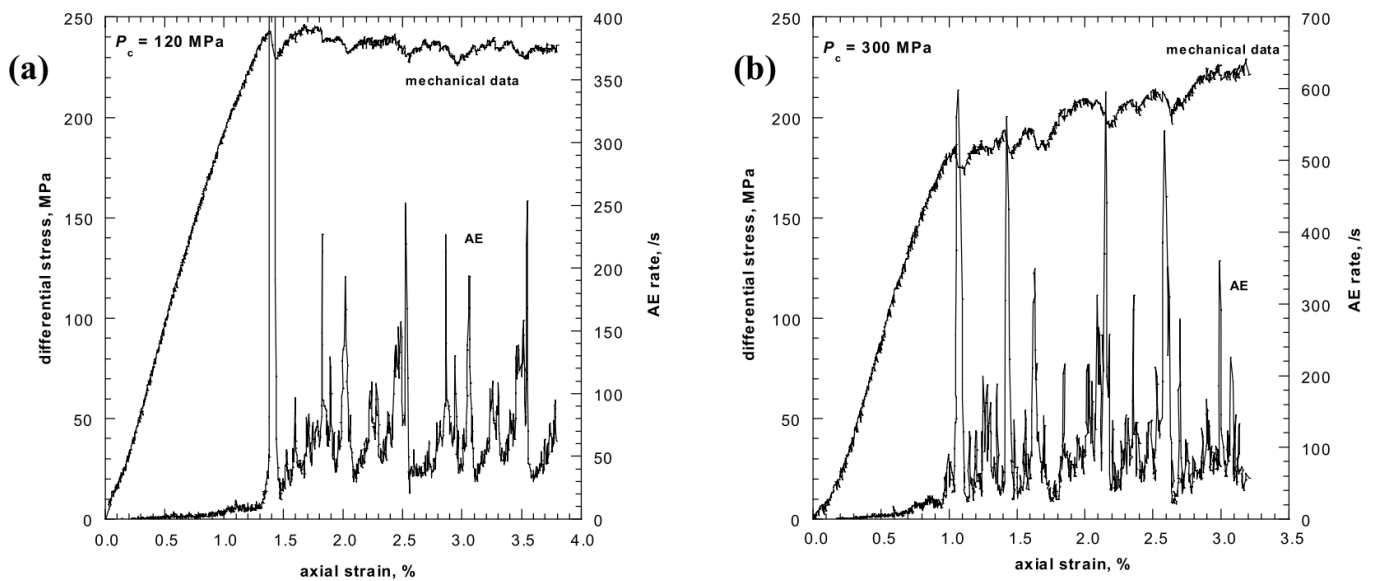 (a)
P_c = 120 MPa
mechanical data
AE
250
200
150
100
50
0
differential stress, MPa
400
350
300
250
200
150
100
50
0
AE rate, /s
0.0 0.5 1.0 1.5 2.0 2.5 3.0 3.5 4.0
axial strain, %
(b)
P_c = 300 MPa
mechanical data
AE
250
200
150
100
50
0
differential stress, MPa
700
600
500
400
300
200
100
0
AE rate, /s
0.0 0.5 1.0 1.5 2.0 2.5 3.0 3.5
axial strain, %